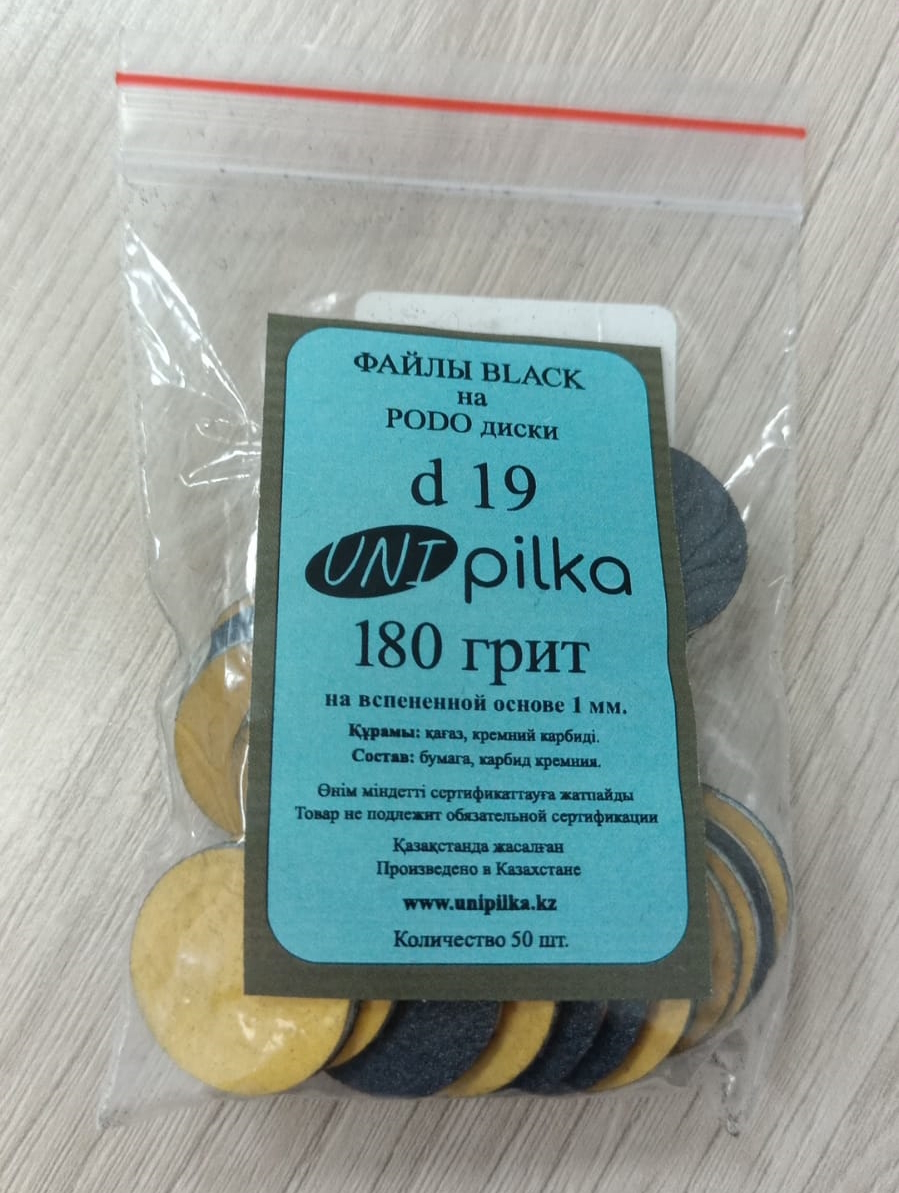 ФАЙЛЫ BLACK
на
PODO диски
d 19
UNI pilka
180 грит
на вспененной основе 1 мм.
Құрамы: қағаз, кремний карбиді.
Состав: бумага, карбид кремния.
Өнім міндетті сертификаттауға жатпайды
Товар не подлежит обязательной сертификации
Қазақстанда жасалған
Произведено в Казахстане
www.unipilka.kz
Количество 50 шт.